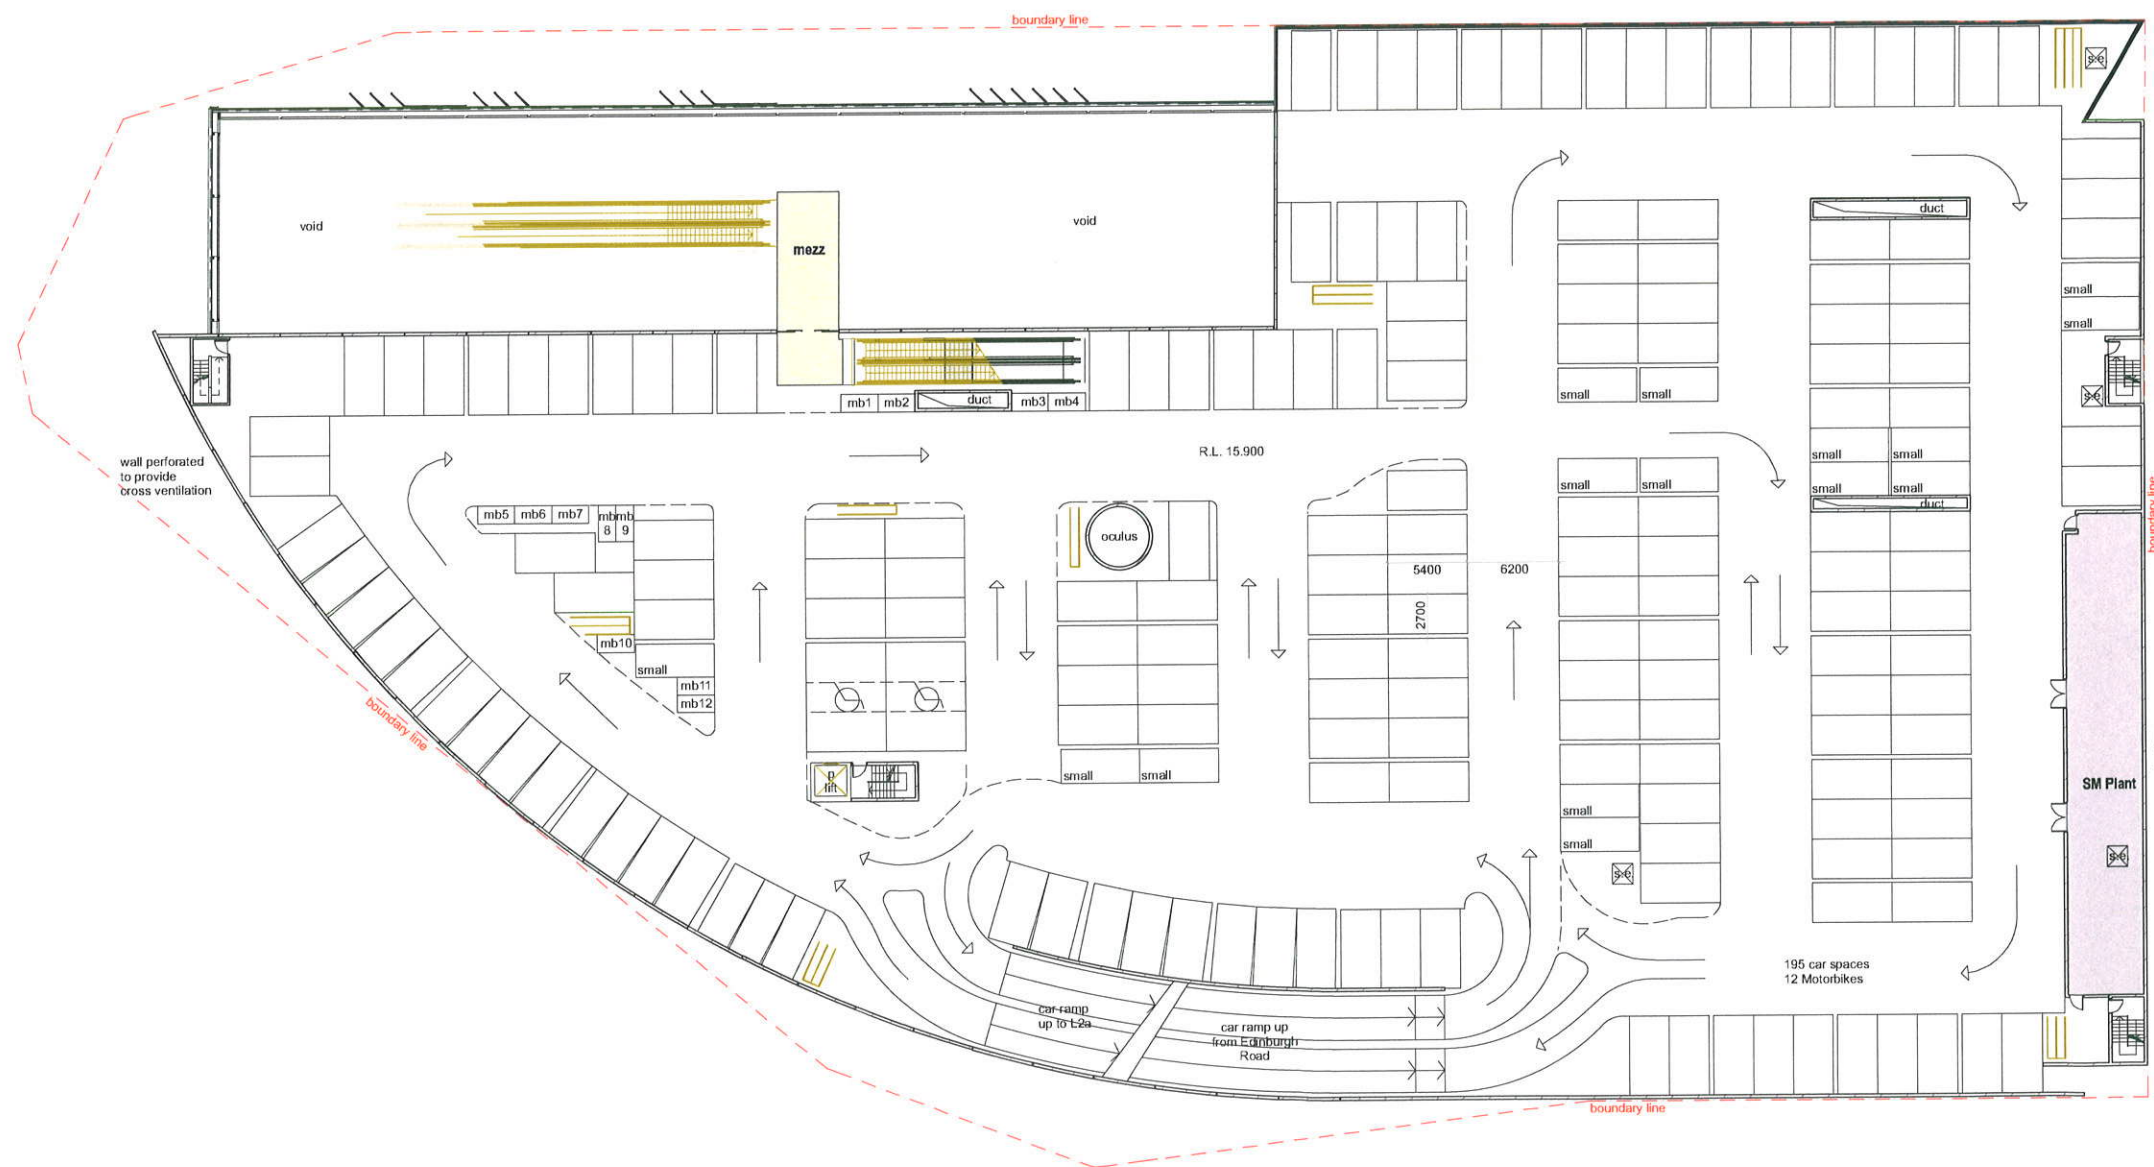 boundary line
s.e.
void
void
mezz
duct
small
small
small
small
s.e.
mb1
mb2
duct
mb3
mb4
R.L. 15.900
small
small
small
small
duct
wall perforated
to provide
cross ventilation
small
small
boundary line
mb5
mb6
mb7
mb
8
mb
9
oculus
5400
6200
2700
mb10
small
mb11
mb12
boundary line
p
lift
small
small
small
small
s.e.
SM Plant
s.e.
195 car spaces
12 Motorbikes
car ramp
up to L2a
car ramp up
from Edinburgh
Road
boundary line